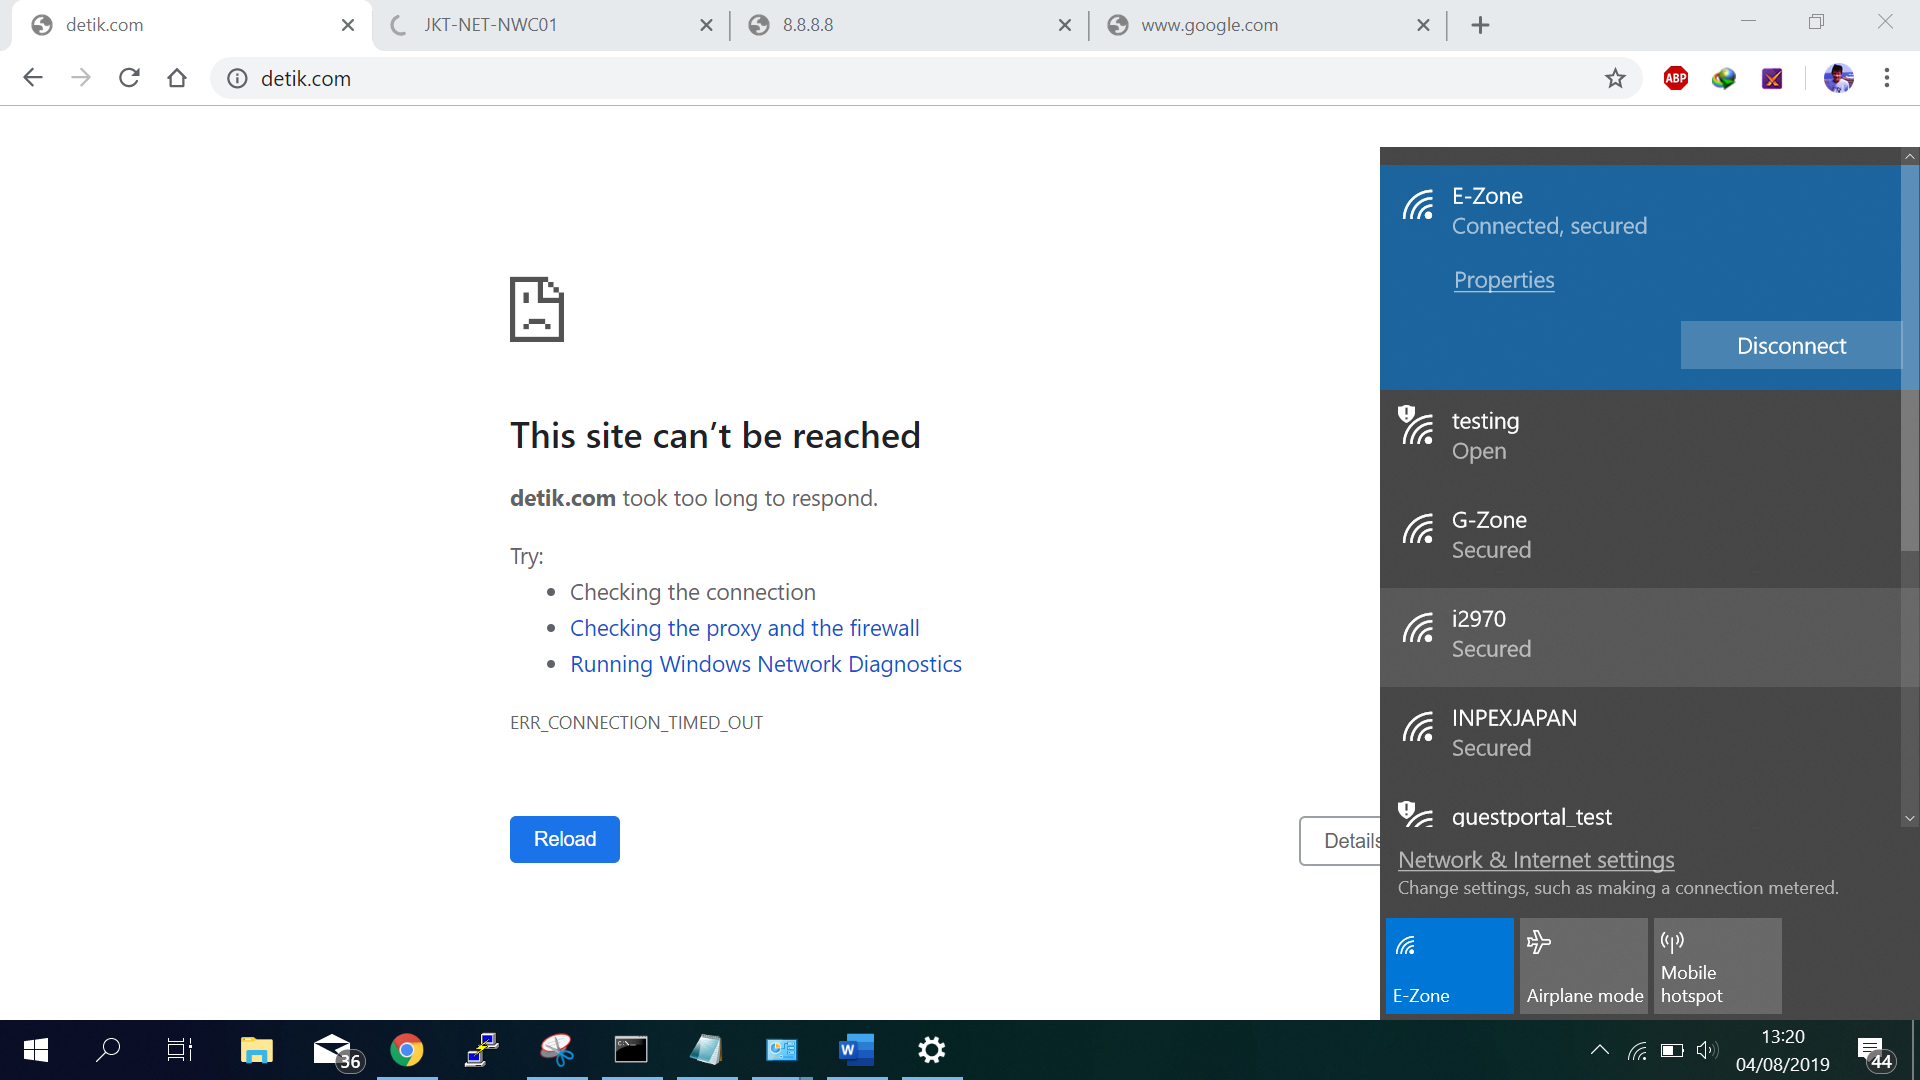 detik.com
JKT-NET-NWC01
8.8.8.8
www.google.com
detik.com
ABP
This site can’t be reached
detik.com took too long to respond.
Try:
Checking the connection
Checking the proxy and the firewall
Running Windows Network Diagnostics
ERR_CONNECTION_TIMED_OUT
Reload
Details
E-Zone
Connected, secured
Properties
Disconnect
testing
Open
G-Zone
Secured
i2970
Secured
INPEXJAPAN
Secured
guestportal_test
Network & Internet settings
Change settings, such as making a connection metered.
E-Zone
Airplane mode
Mobile
hotspot
36
W
13:20
04/08/2019
44